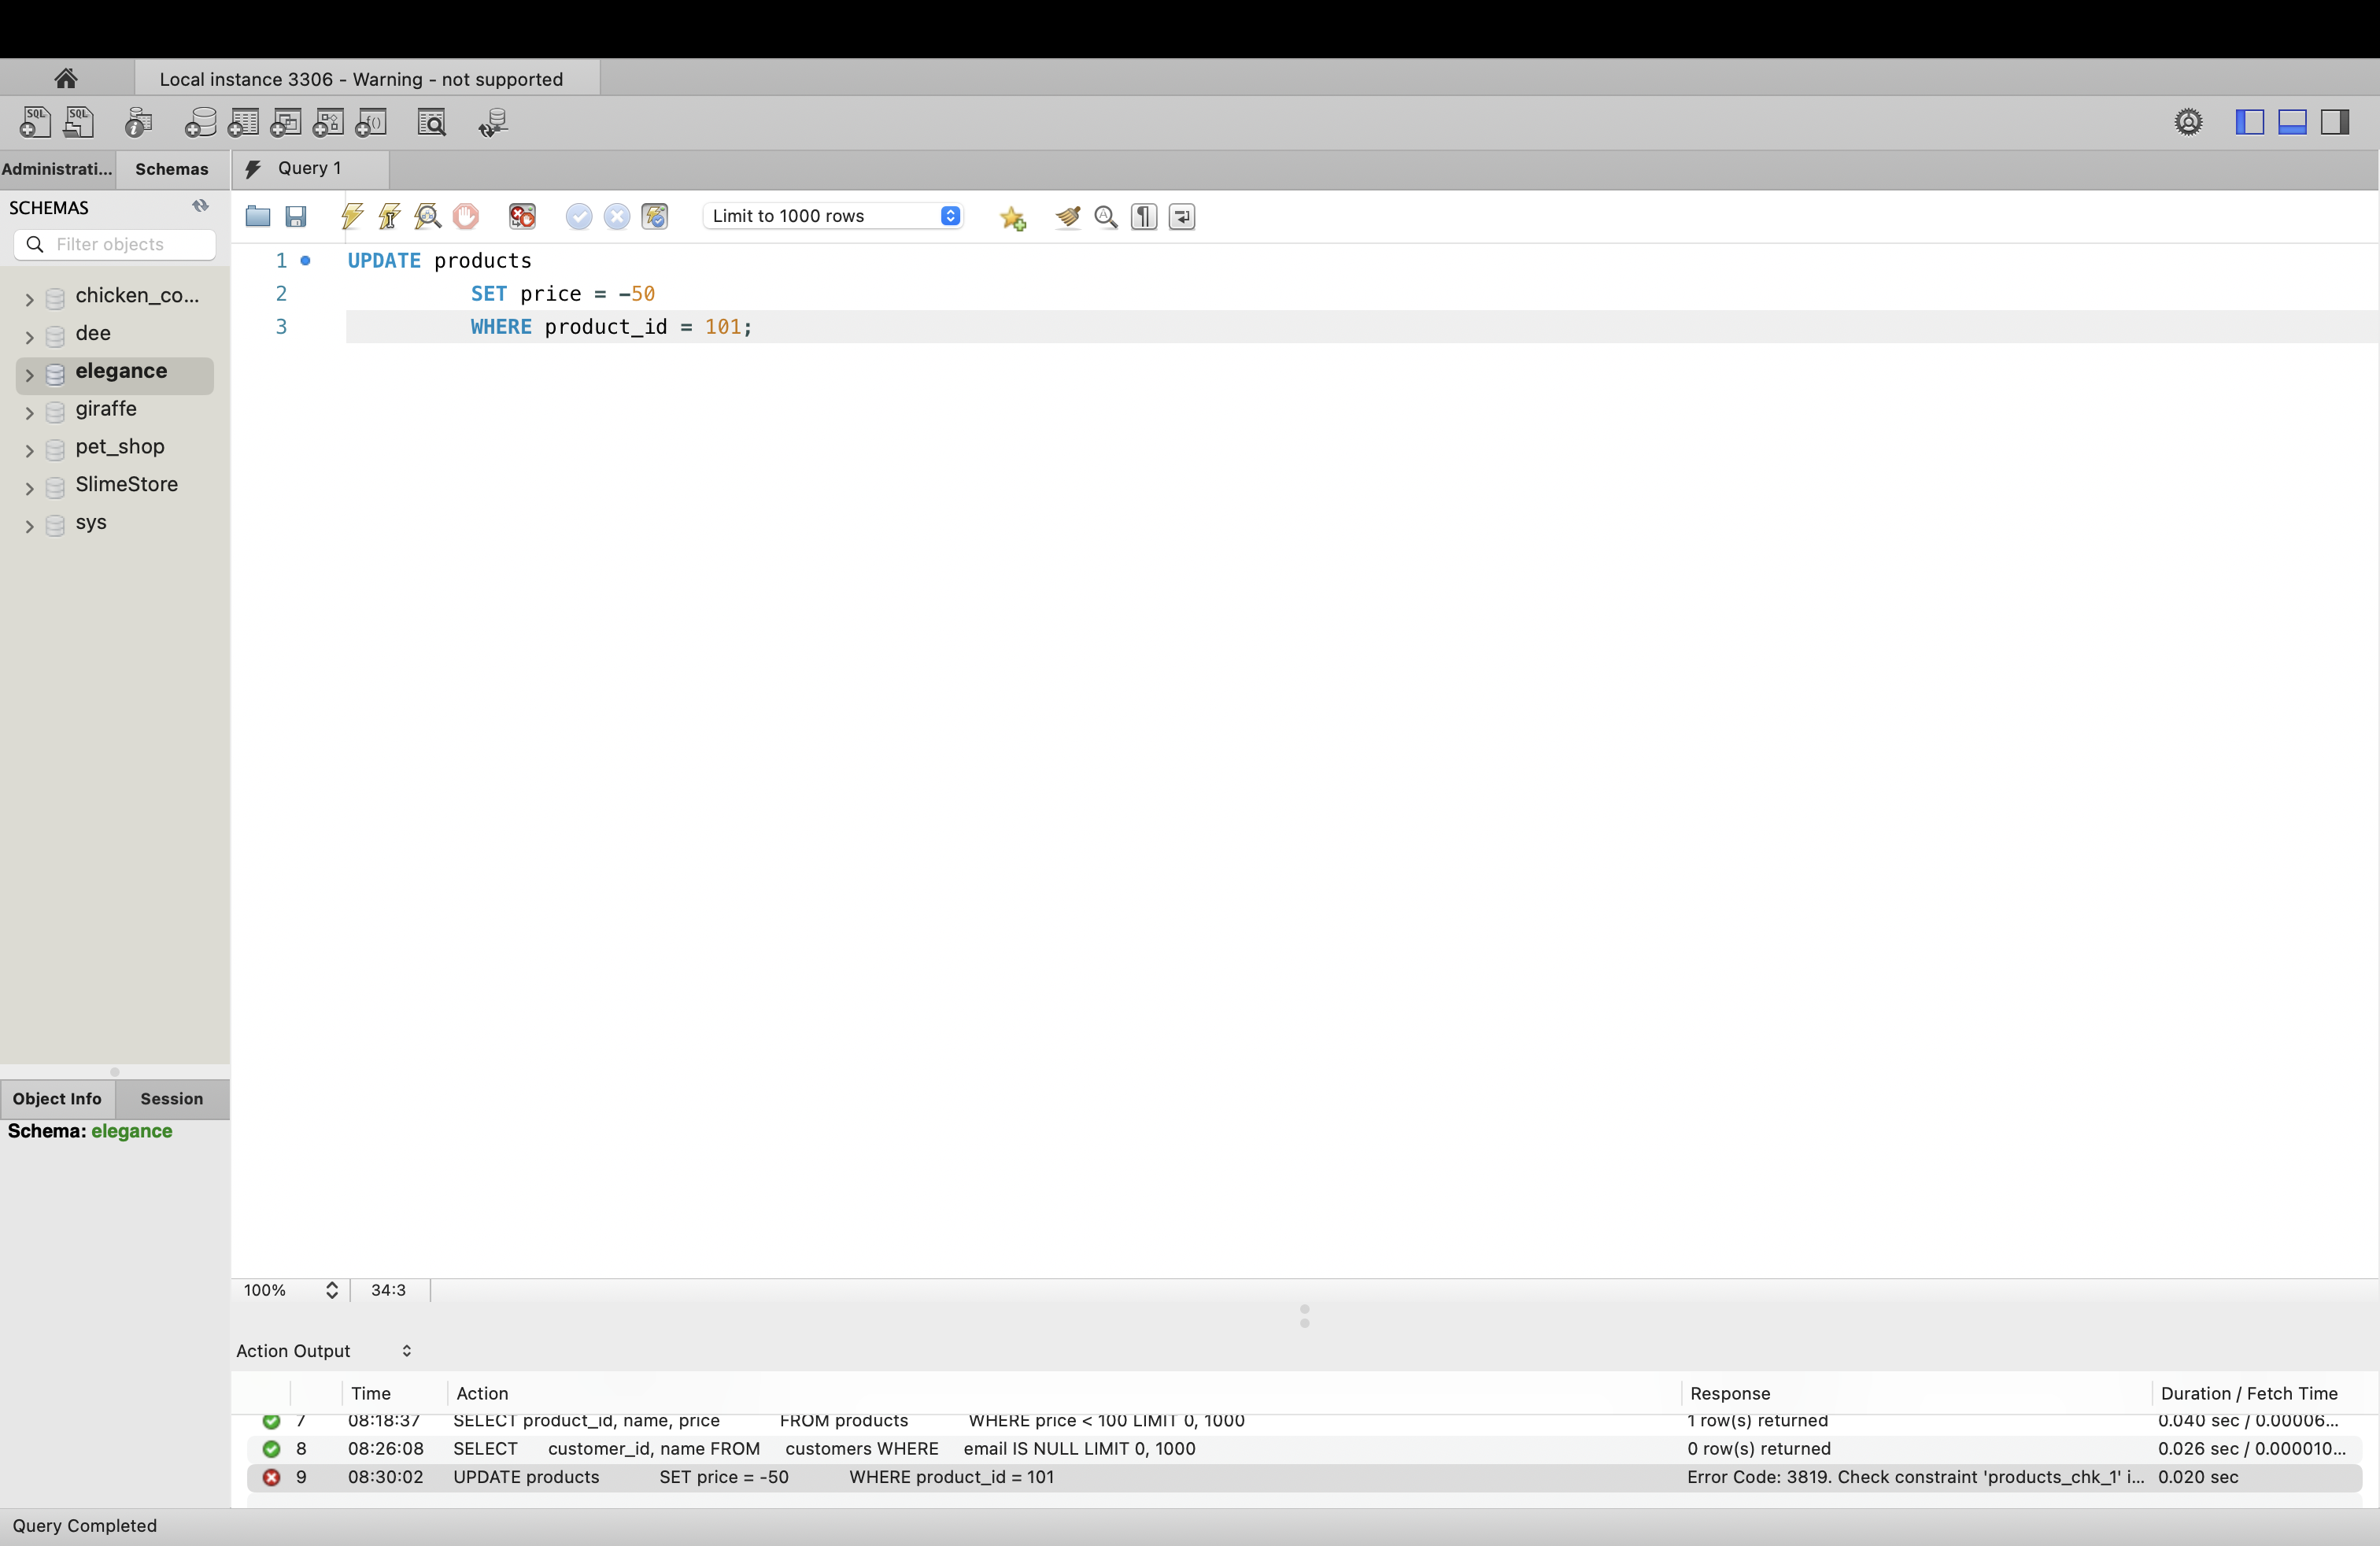 Local instance 3306 - Warning - not supported
SQL SQL
Administrati... Schemas
Query 1
SCHEMAS
Filter objects
Limit to 1000 rows
1 UPDATE products
2 SET price = -50
3 WHERE product_id = 101;
chicken_co...
dee
elegance
giraffe
pet_shop
SlimeStore
sys
Object Info Session
Schema: elegance
100% 34:3
Action Output
Time Action Response Duration / Fetch Time
7 08:18:37 SELECT product_id, name, price FROM products WHERE price < 100 LIMIT 0, 1000 1 row(s) returned 0.040 sec / 0.00006...
8 08:26:08 SELECT customer_id, name FROM customers WHERE email IS NULL LIMIT 0, 1000 0 row(s) returned 0.026 sec / 0.000010...
9 08:30:02 UPDATE products SET price = -50 WHERE product_id = 101 Error Code: 3819. Check constraint 'products_chk_1' i... 0.020 sec
Query Completed